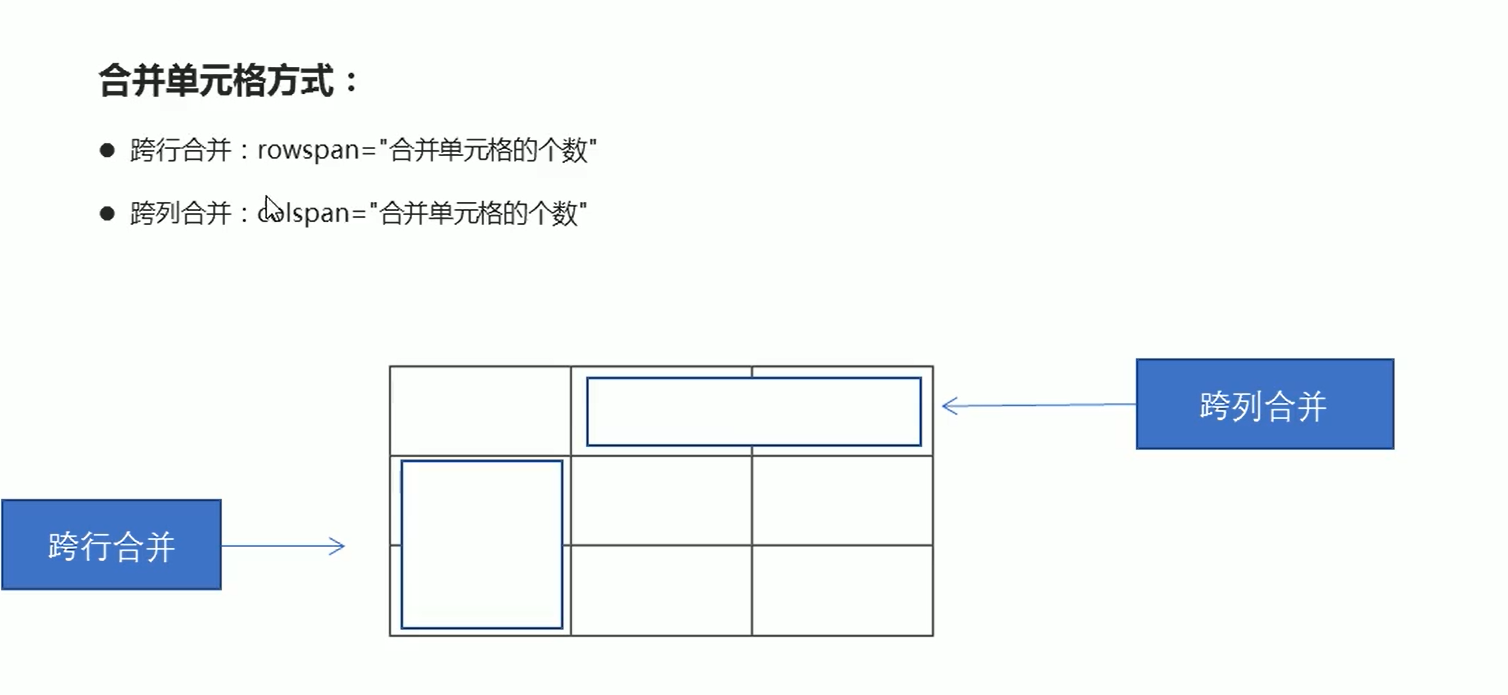 合并单元格方式：
● 跨行合并：rowspan="合并单元格的个数"
● 跨列合并：colspan="合并单元格的个数"
跨列合并
跨行合并